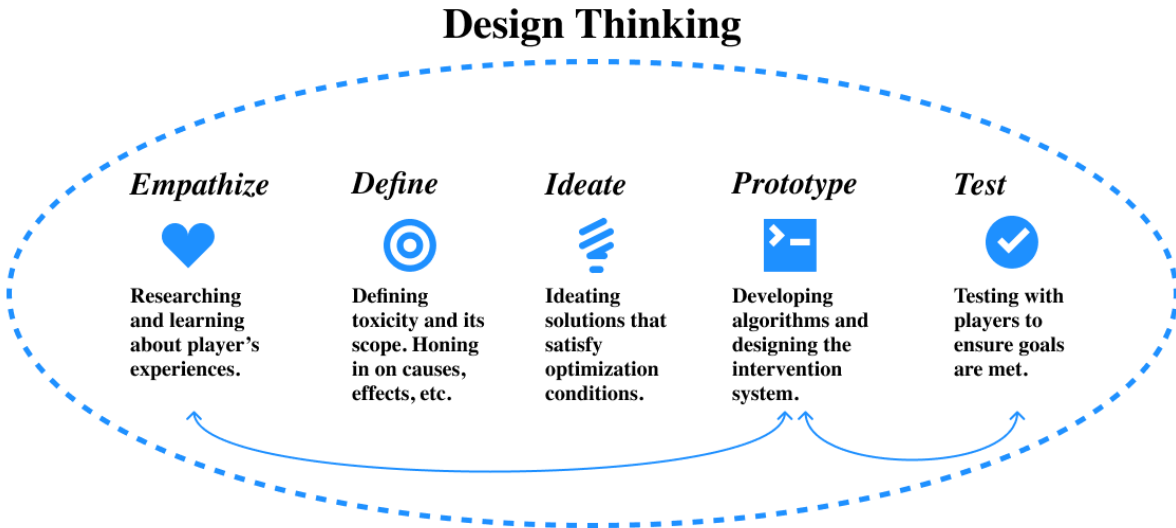 Design Thinking
Empathize
Define
Ideate
Prototype
Test
Researching
and learning
about player's
experiences.
Defining
toxicity and its
scope. Honing
in on causes,
effects, etc.
Ideating
solutions that
satisfy
optimization
conditions.
Developing
algorithms and
designing the
intervention
system.
Testing with
players to
ensure goals
are met.